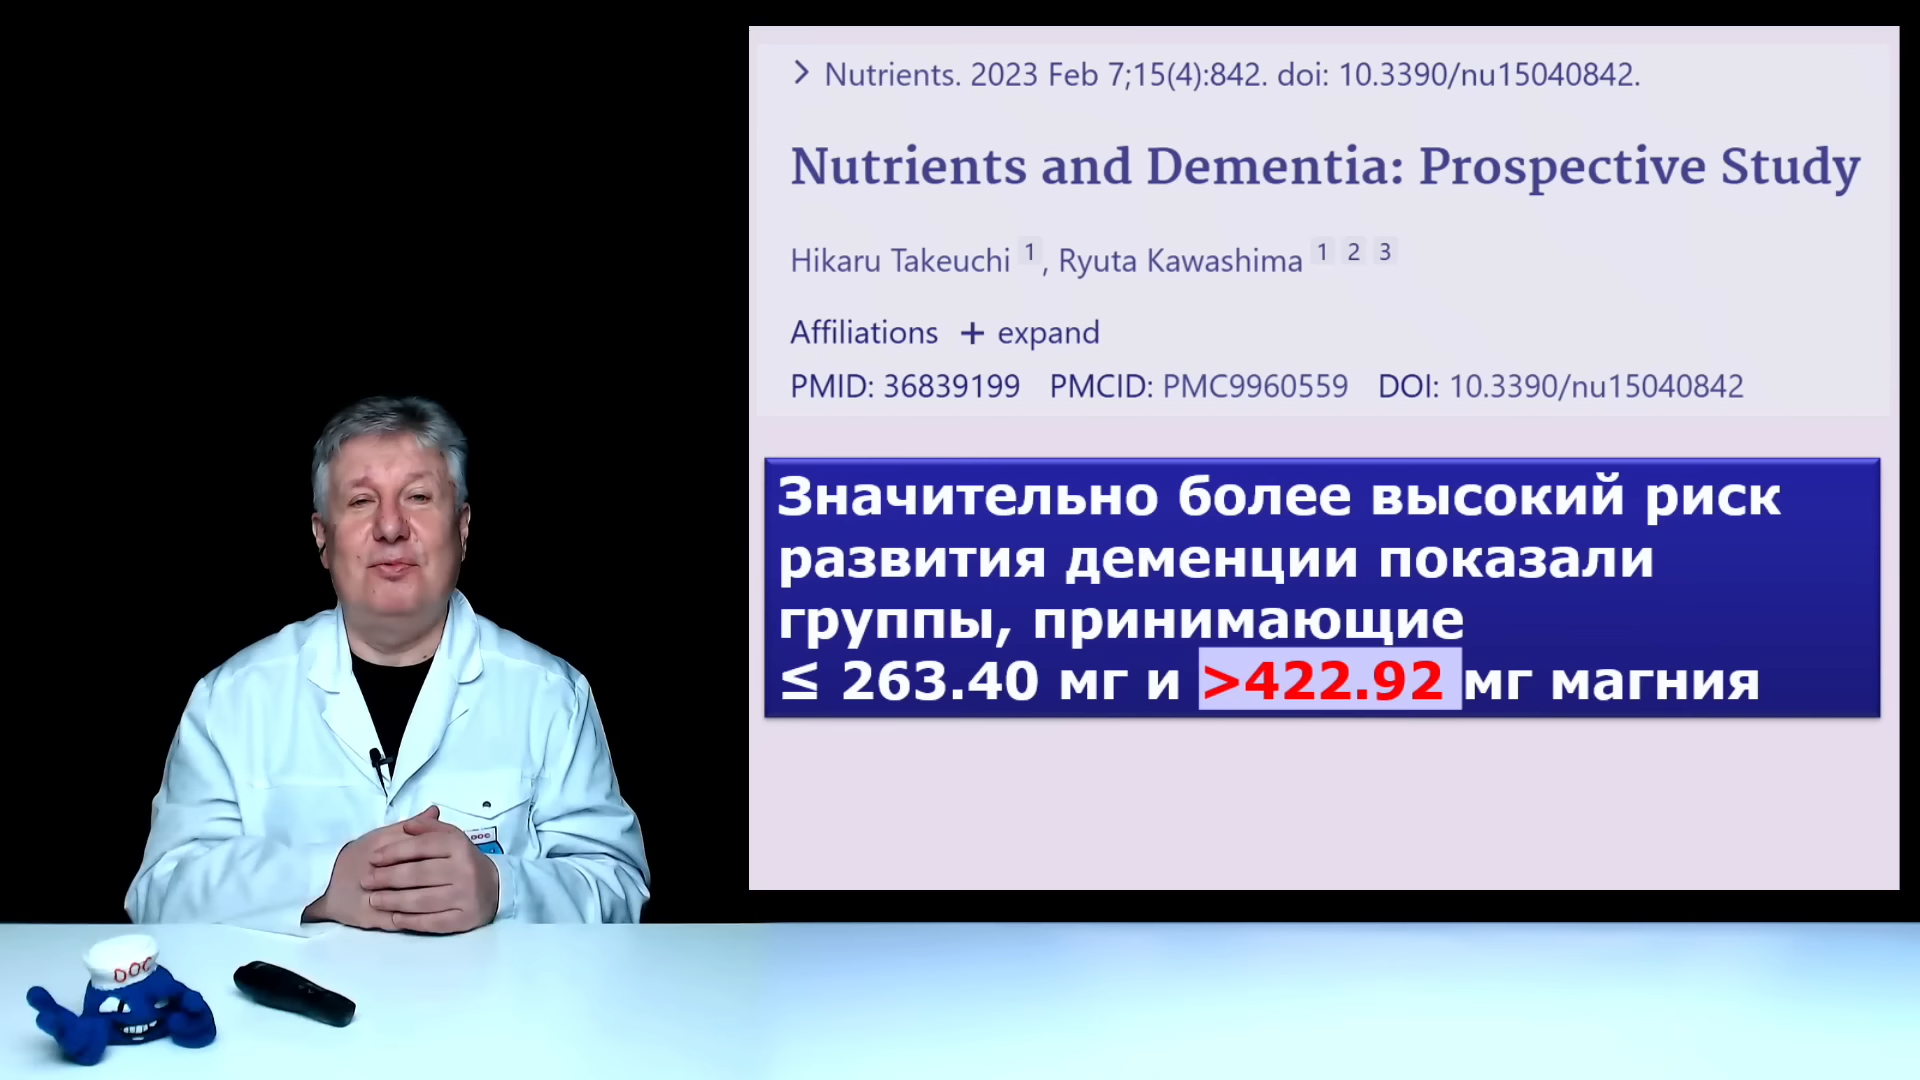 > Nutrients. 2023 Feb 7;15(4):842. doi: 10.3390/nu15040842.
Nutrients and Dementia: Prospective Study
Hikaru Takeuchi 1, Ryuta Kawashima 1 2 3
Affiliations + expand
PMID: 36839199 PMCID: PMC9960559 DOI: 10.3390/nu15040842
Значительно более высокий риск
развития деменции показали
группы, принимающие
≤ 263.40 мг и >422.92 мг магния
DOC
DOC